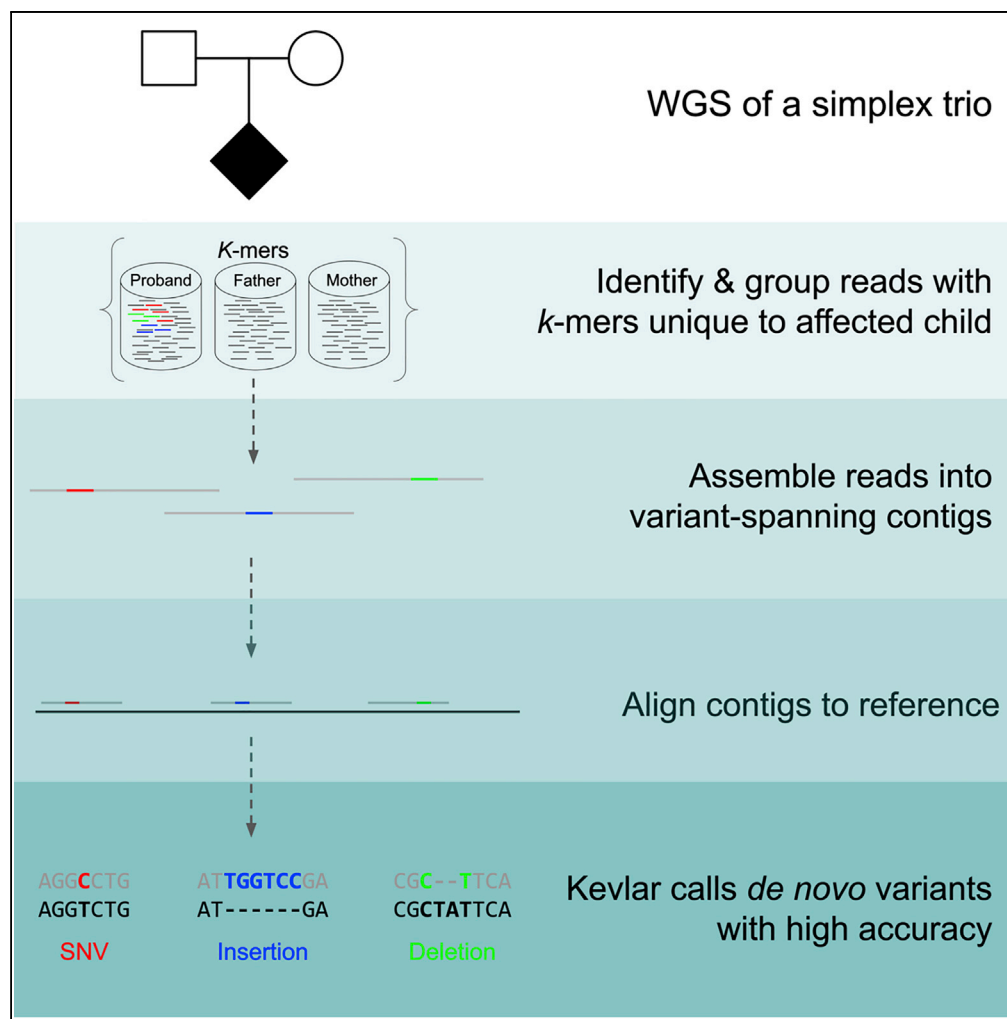 WGS of a simplex trio
K-mers
Proband
Father
Mother
Identify & group reads with
k-mers unique to affected child
Assemble reads into
variant-spanning contigs
Align contigs to reference
AGGCCTG
AGGTCTG
SNV
ATTGGTCCGA
AT------GA
Insertion
CGC--TTCA
CGCTATTCA
Deletion
Kevlar calls de novo variants
with high accuracy